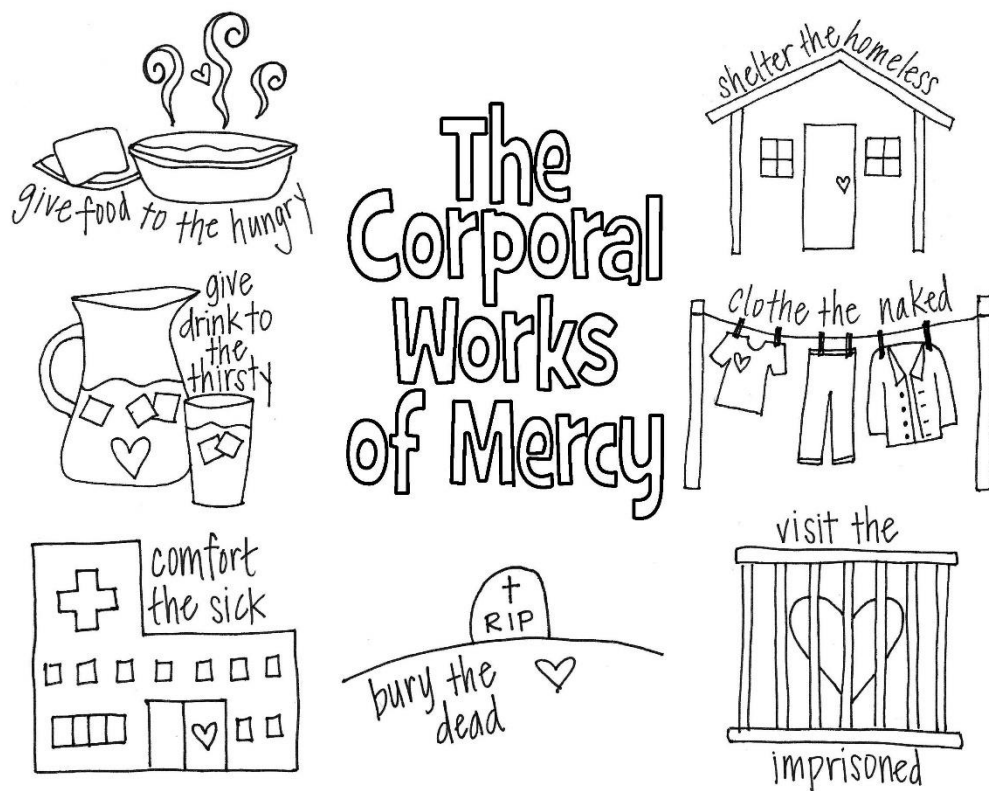 give food to the hungry
give
drink to
the
thirsty
comfort
the sick
The
Corporal
Works
of Mercy
RIP
bury the
dead
shelter the homeless
clothe the naked
visit the
imprisoned